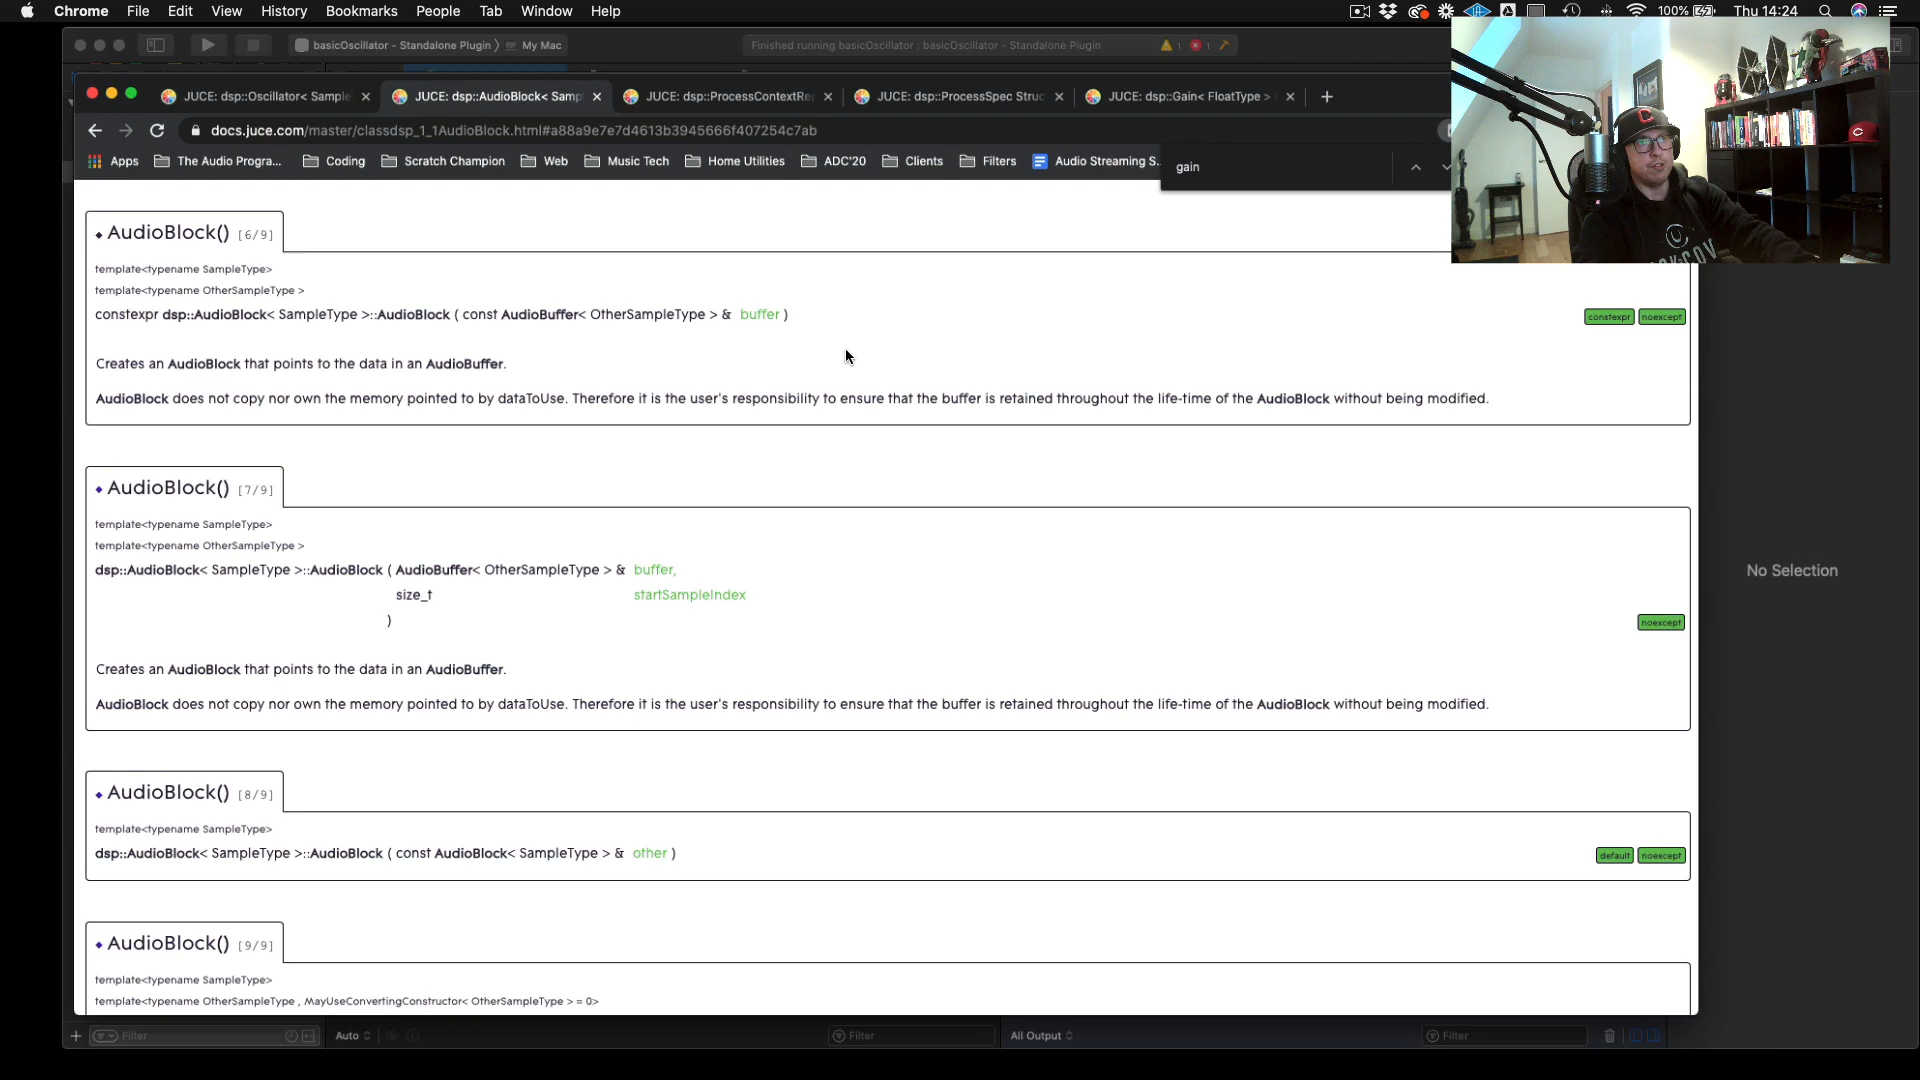 Chrome File Edit View History Bookmarks People Tab Window Help
100% Thu 14:24
basicOscillator - Standalone Plugin ⟩ My Mac
Finished running basicOscillator : basicOscillator - Standalone Plugin
1 1
JUCE: dsp::Oscillator< Sample
JUCE: dsp::AudioBlock< Samp
JUCE: dsp::ProcessContextRe
JUCE: dsp::ProcessSpec Struc
JUCE: dsp::Gain< FloatType >
docs.juce.com/master/classdsp_1_1AudioBlock.html#a88a9e7e7d4613b3945666f407254c7ab
Apps The Audio Progra... Coding Scratch Champion Web Music Tech Home Utilities ADC'20 Clients Filters Audio Streaming S...
gain
AudioBlock() [6/9]
template<typename SampleType>
template<typename OtherSampleType >
constexpr dsp::AudioBlock< SampleType >::AudioBlock ( const AudioBuffer< OtherSampleType > & buffer )
constexpr noexcept
Creates an AudioBlock that points to the data in an AudioBuffer.
AudioBlock does not copy nor own the memory pointed to by dataToUse. Therefore it is the user's responsibility to ensure that the buffer is retained throughout the life-time of the AudioBlock without being modified.
AudioBlock() [7/9]
template<typename SampleType>
template<typename OtherSampleType >
dsp::AudioBlock< SampleType >::AudioBlock ( AudioBuffer< OtherSampleType > & buffer,
size_t startSampleIndex
)
noexcept
Creates an AudioBlock that points to the data in an AudioBuffer.
AudioBlock does not copy nor own the memory pointed to by dataToUse. Therefore it is the user's responsibility to ensure that the buffer is retained throughout the life-time of the AudioBlock without being modified.
AudioBlock() [8/9]
template<typename SampleType>
dsp::AudioBlock< SampleType >::AudioBlock ( const AudioBlock< SampleType > & other )
default noexcept
AudioBlock() [9/9]
template<typename SampleType>
template<typename OtherSampleType , MayUseConvertingConstructor< OtherSampleType > = 0>
No Selection
Filter Auto Filter All Output Filter